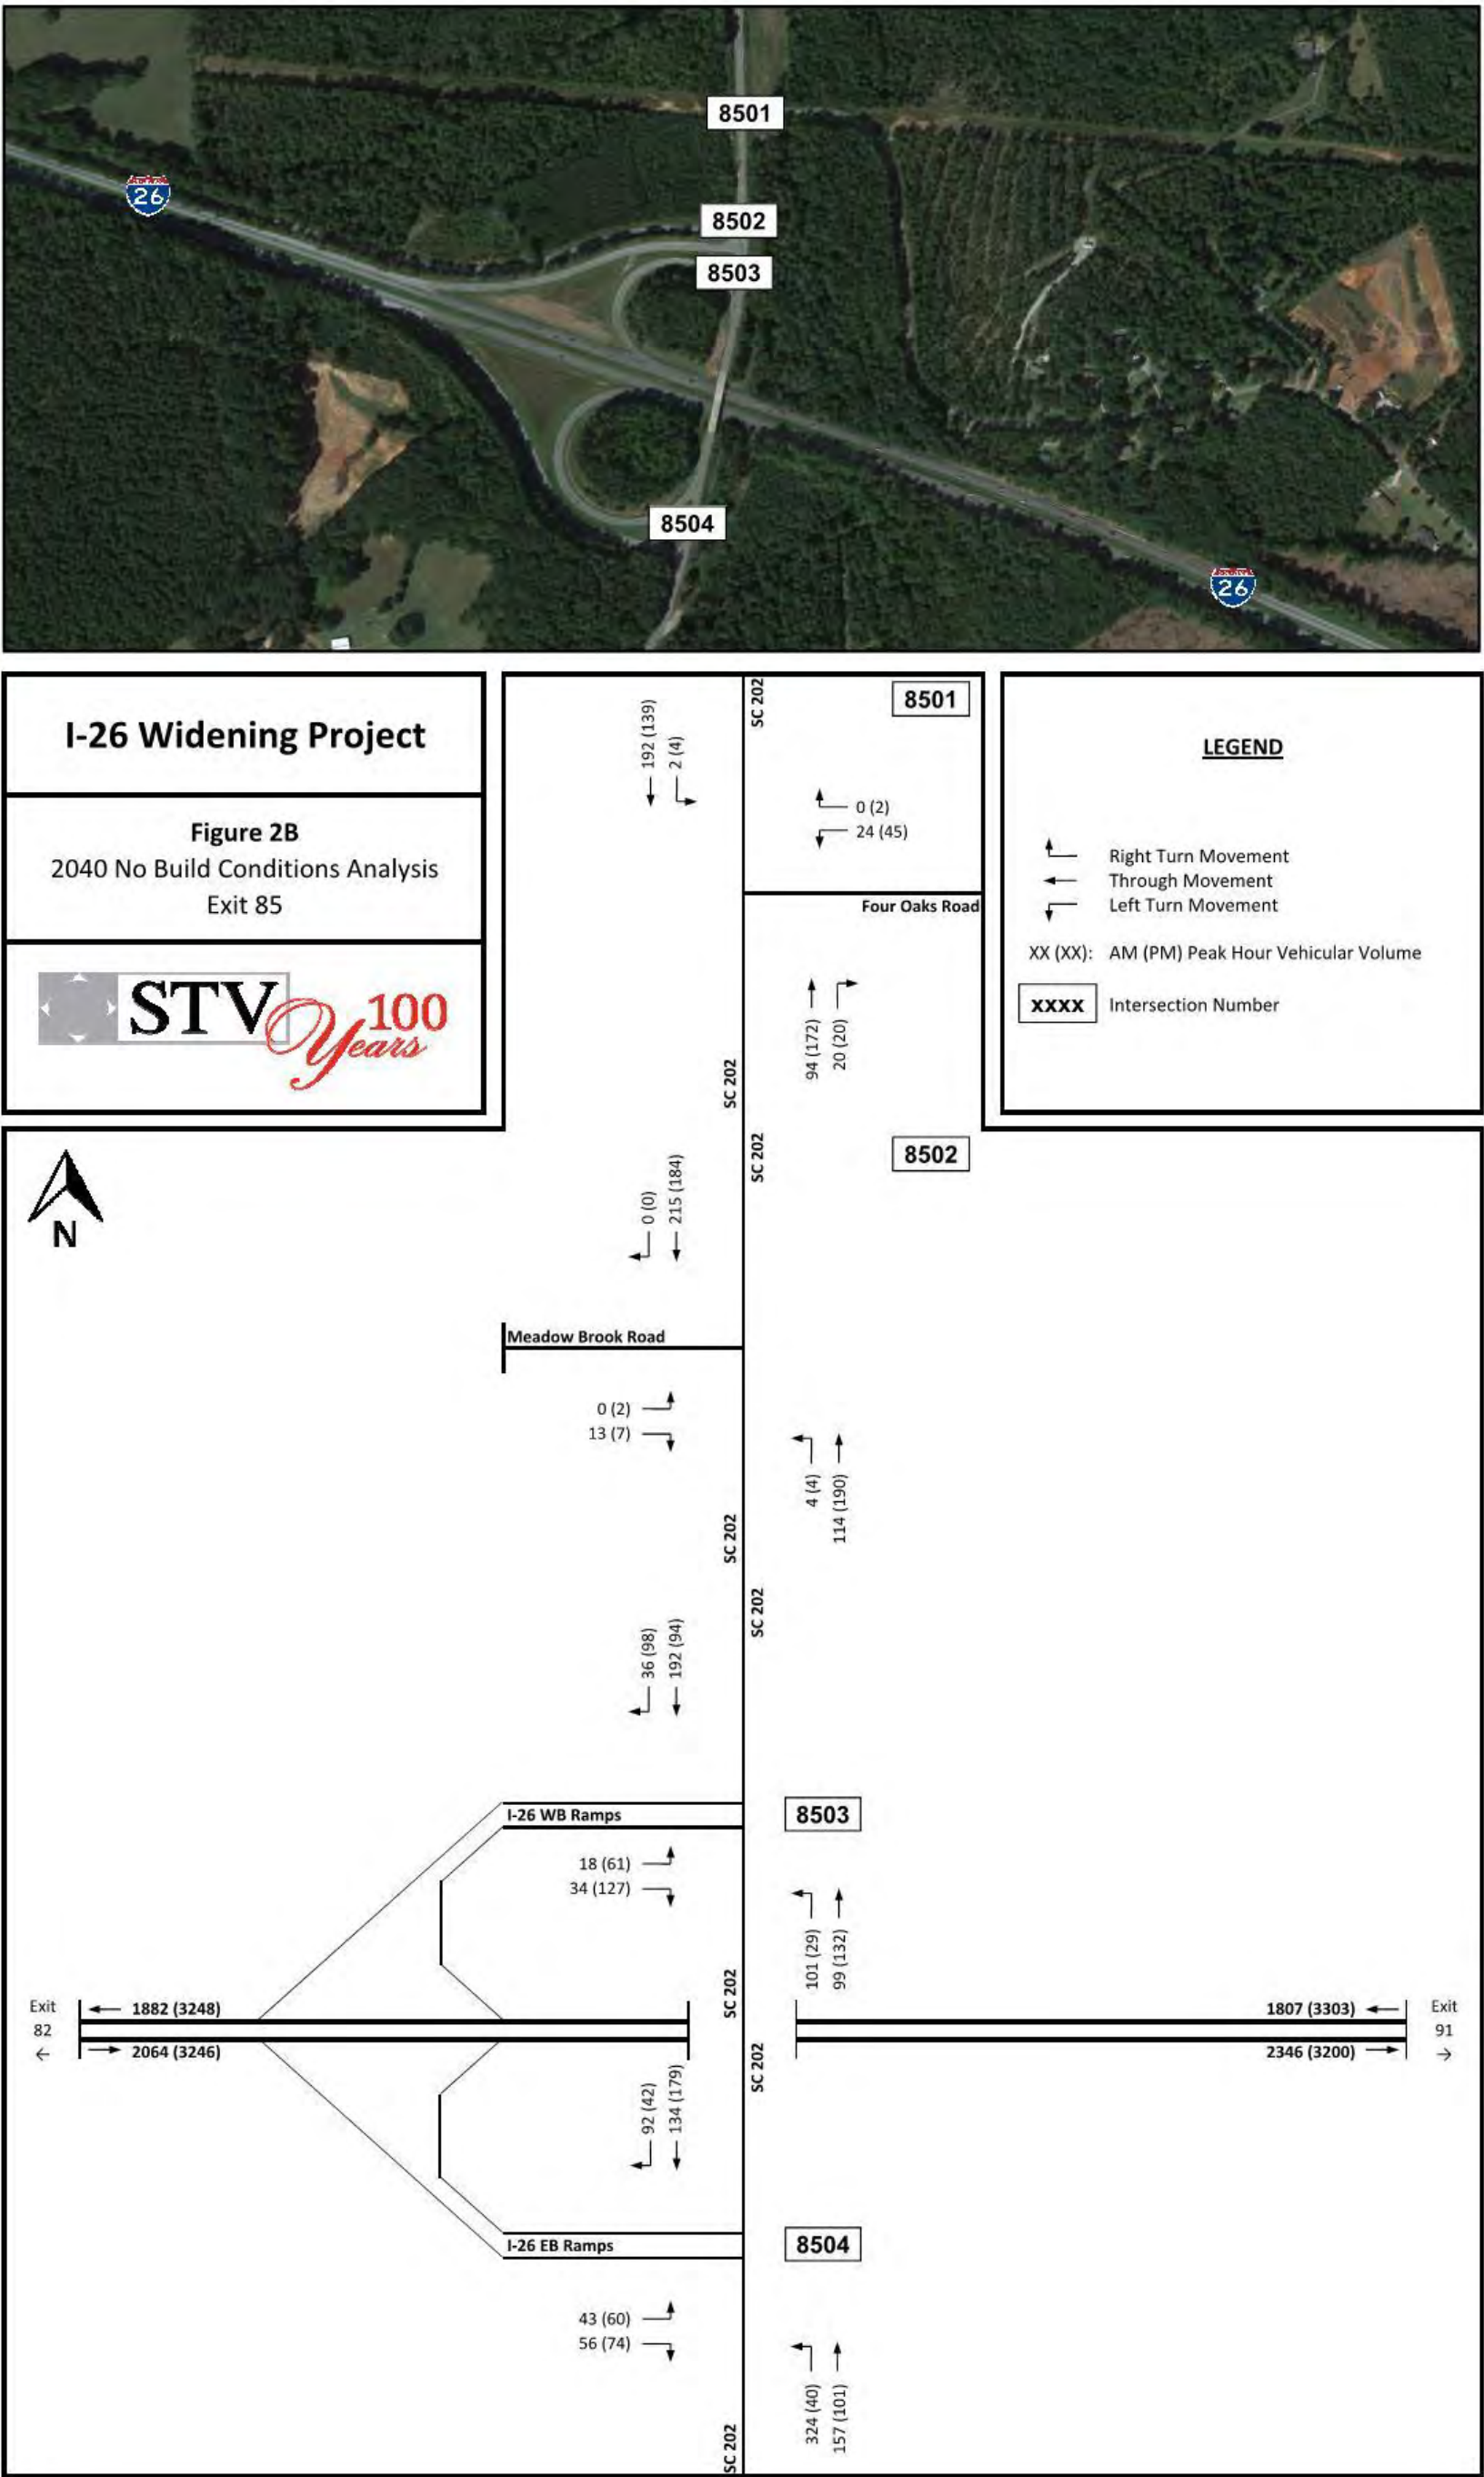 8501
26
8502
8503
8504
26
I-26 Widening Project
Figure 2B
2040 No Build Conditions Analysis
Exit 85
STV
100
Years
SC 202
8501
192 (139)
2 (4)
0 (2)
24 (45)
Four Oaks Road
94 (172)
20 (20)
SC 202
LEGEND
Right Turn Movement
Through Movement
Left Turn Movement
XX (XX): AM (PM) Peak Hour Vehicular Volume
XXXX Intersection Number
N
SC 202
8502
0 (0)
215 (184)
Meadow Brook Road
0 (2)
13 (7)
4 (4)
114 (190)
SC 202
SC 202
36 (98)
192 (94)
I-26 WB Ramps
8503
18 (61)
34 (127)
101 (29)
99 (132)
SC 202
Exit
82
1882 (3248)
2064 (3246)
1807 (3303)
2346 (3200)
Exit
91
SC 202
92 (42)
134 (179)
I-26 EB Ramps
8504
43 (60)
56 (74)
324 (40)
157 (101)
SC 202